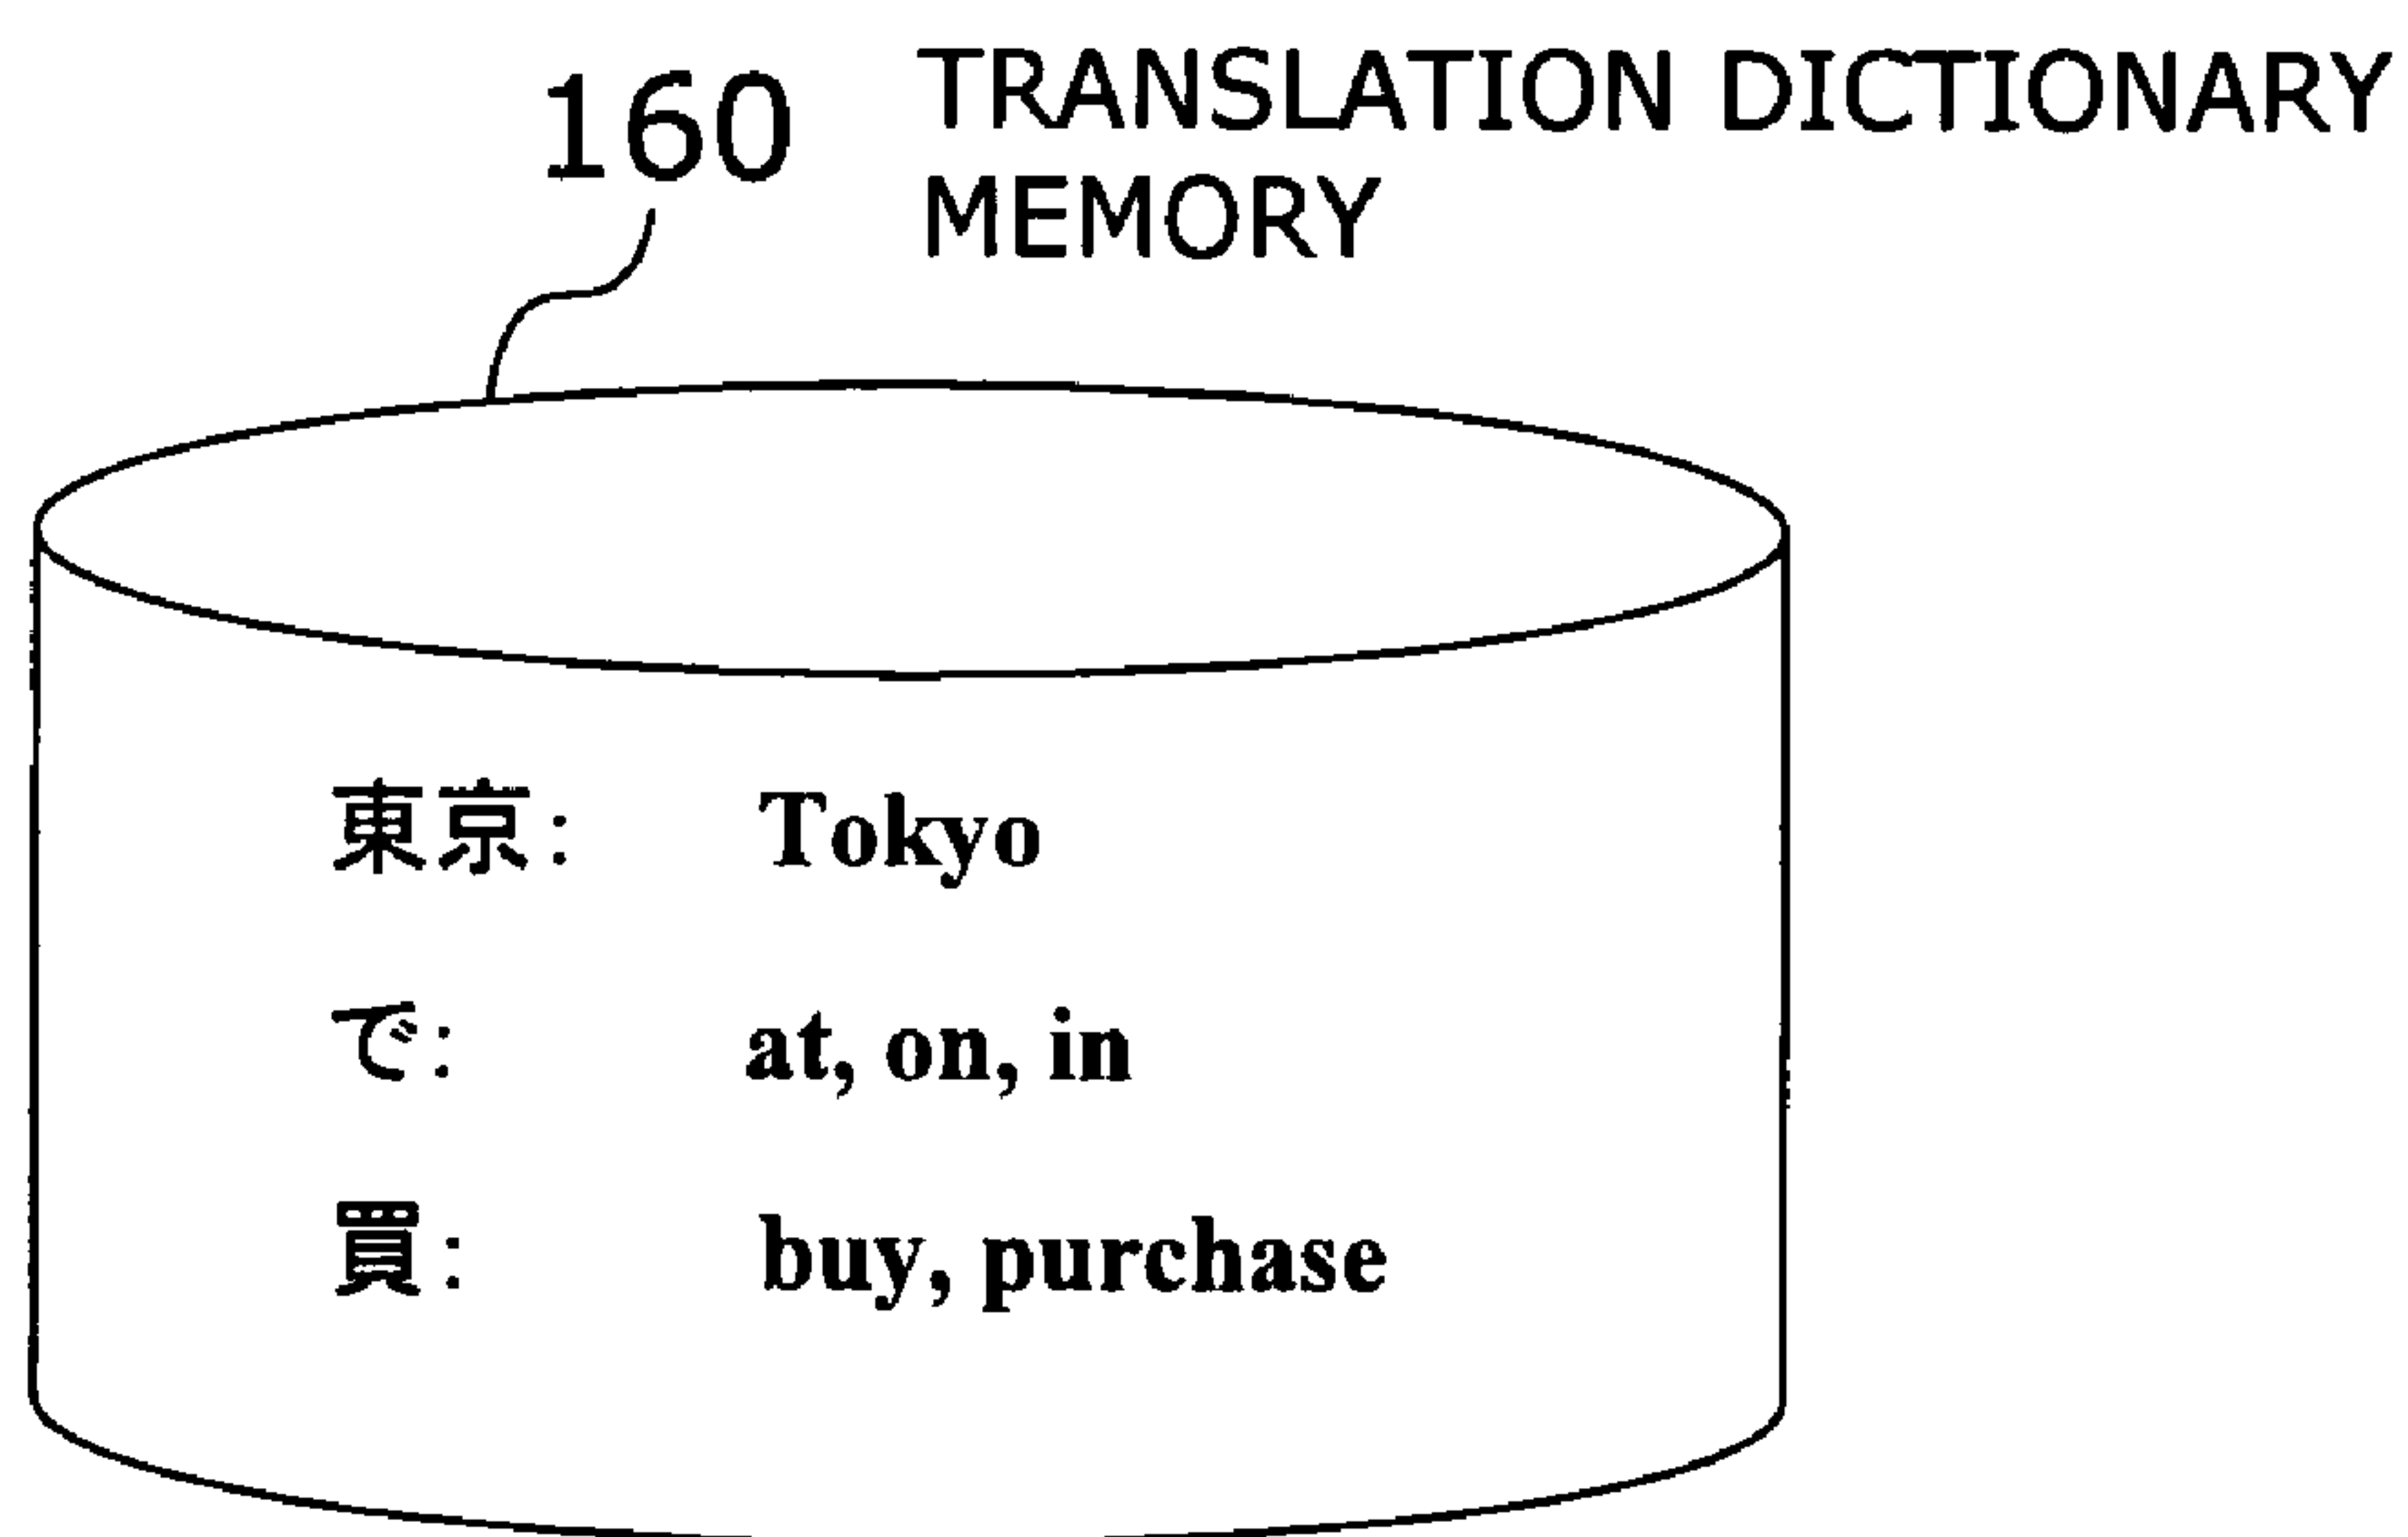 160 TRANSLATION DICTIONARY
MEMORY
東京: Tokyo
で: at, on, in
買: buy, purchase